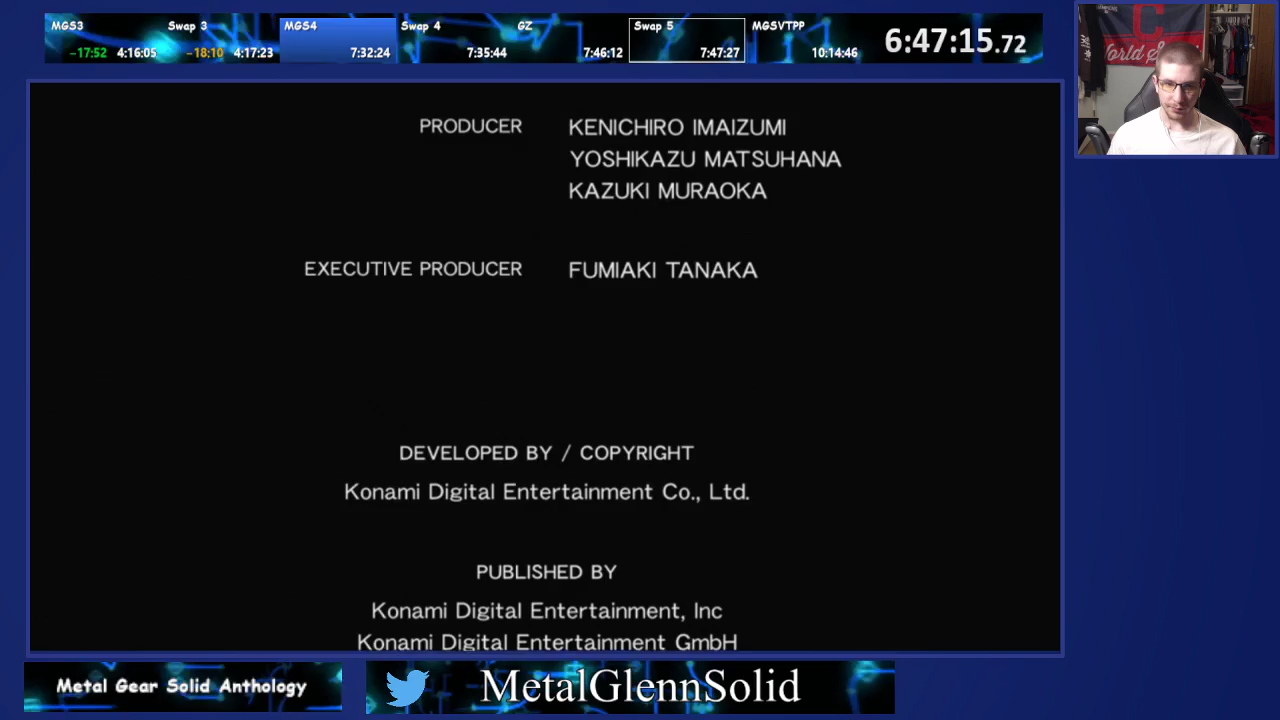 MGS3 Swap 3 MGS4 Swap 4 GZ Swap 5 MGSVTPP
−17:52 4:16:05 −18:10 4:17:23 7:32:24 7:35:44 7:46:12 7:47:27 10:14:46
6:47:15.72
C
World Se
PRODUCER KENICHIRO IMAIZUMI
YOSHIKAZU MATSUHANA
KAZUKI MURAOKA
EXECUTIVE PRODUCER FUMIAKI TANAKA
DEVELOPED BY / COPYRIGHT
Konami Digital Entertainment Co., Ltd.
PUBLISHED BY
Konami Digital Entertainment, Inc
Konami Digital Entertainment GmbH
Metal Gear Solid Anthology
MetalGlennSolid